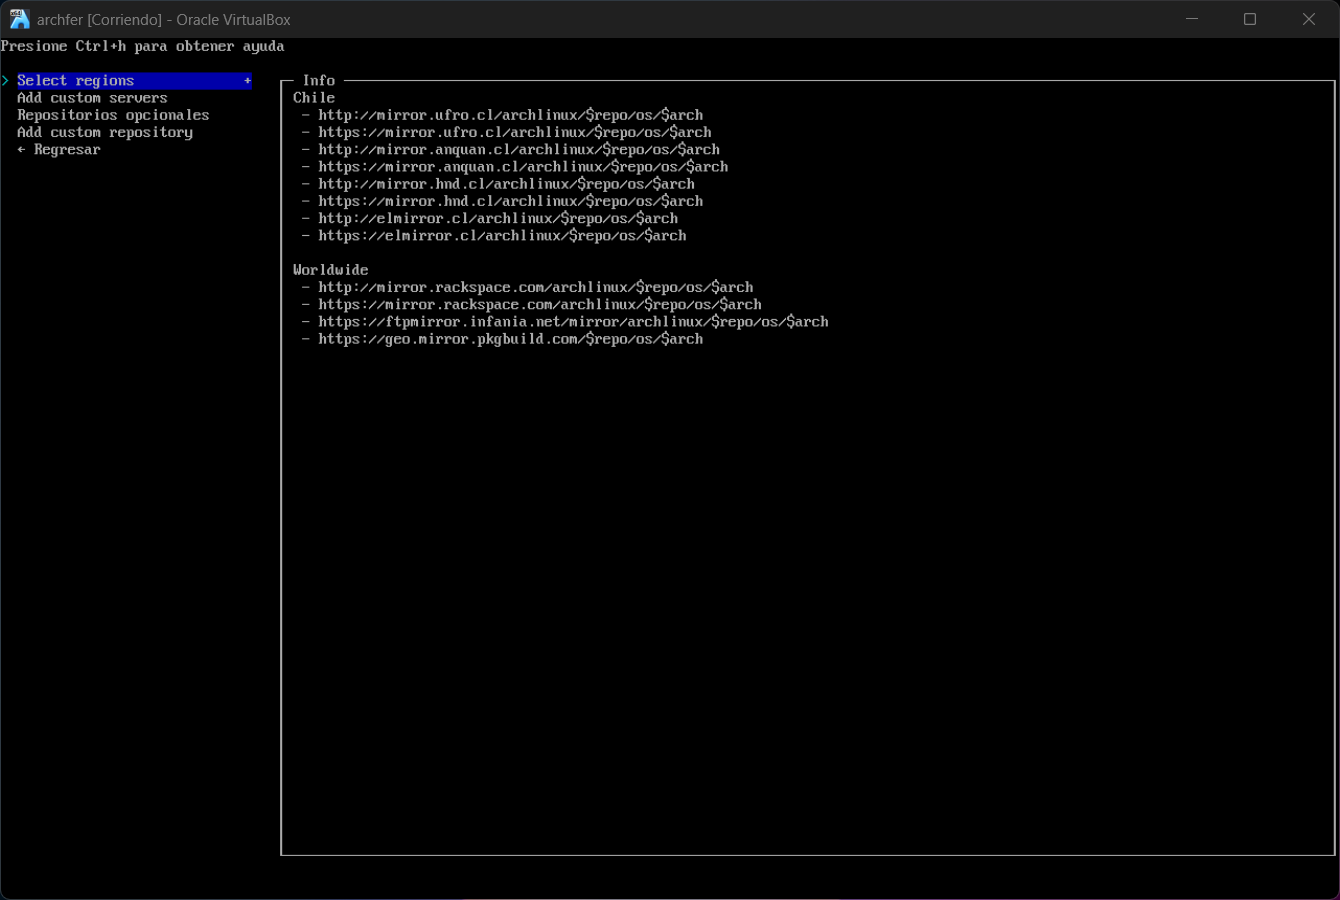 x64
archfer [Corriendo] - Oracle VirtualBox
Presione Ctrl+h para obtener ayuda
> Select regions +
Add custom servers
Repositorios opcionales
Add custom repository
← Regresar
Info
Chile
- http://mirror.ufro.cl/archlinux/$repo/os/$arch
- https://mirror.ufro.cl/archlinux/$repo/os/$arch
- http://mirror.anquan.cl/archlinux/$repo/os/$arch
- https://mirror.anquan.cl/archlinux/$repo/os/$arch
- http://mirror.hnd.cl/archlinux/$repo/os/$arch
- https://mirror.hnd.cl/archlinux/$repo/os/$arch
- http://elmirror.cl/archlinux/$repo/os/$arch
- https://elmirror.cl/archlinux/$repo/os/$arch
Worldwide
- http://mirror.rackspace.com/archlinux/$repo/os/$arch
- https://mirror.rackspace.com/archlinux/$repo/os/$arch
- https://ftpmirror.infania.net/mirror/archlinux/$repo/os/$arch
- https://geo.mirror.pkgbuild.com/$repo/os/$arch